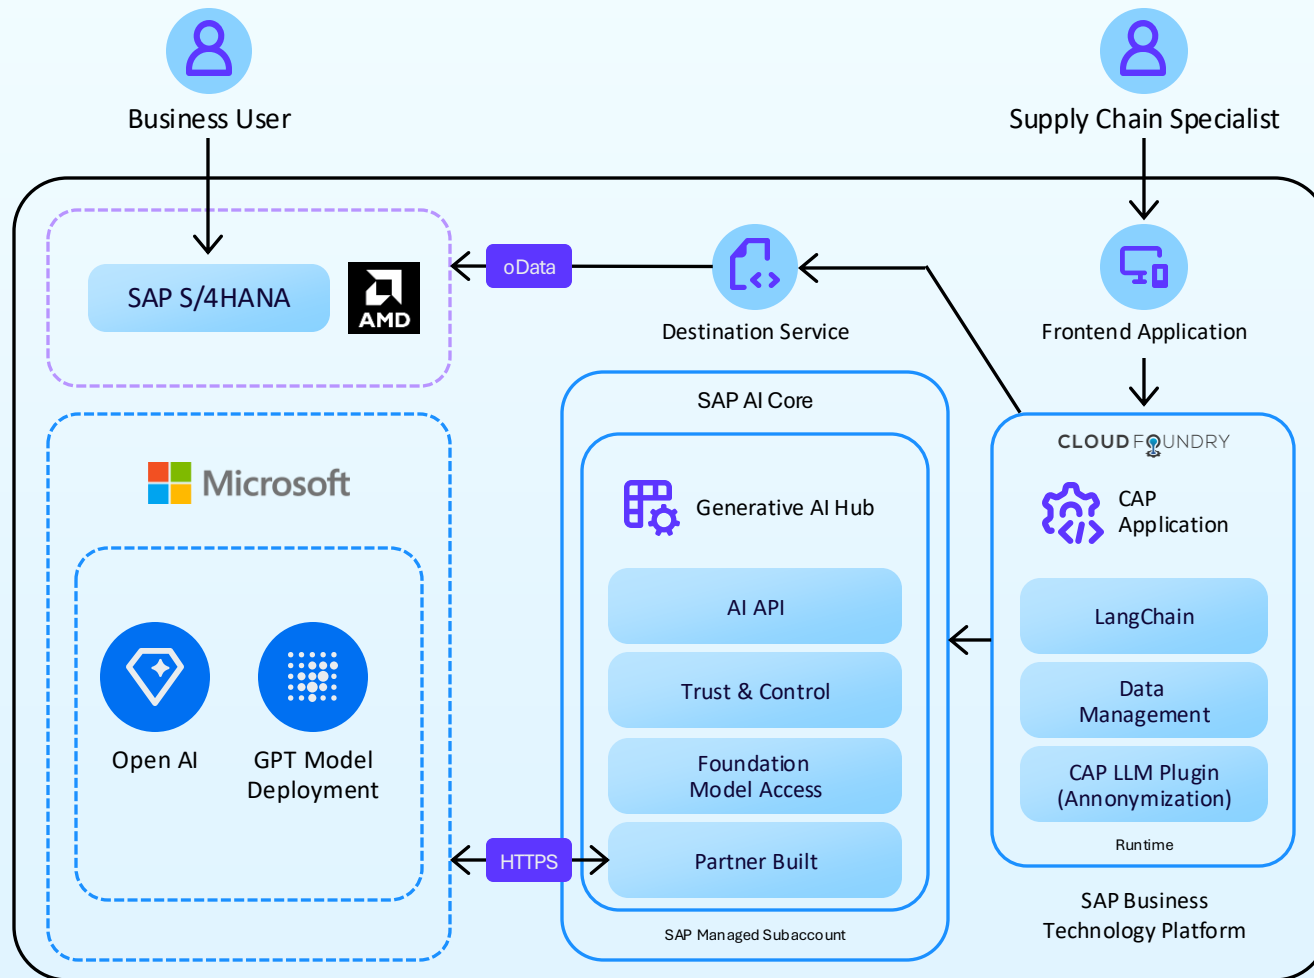 Business User
Supply Chain Specialist
SAP S/4HANA
AMD
oData
Destination Service
Frontend Application
Microsoft
Open AI
GPT Model
Deployment
HTTPS
SAP AI Core
Generative AI Hub
AI API
Trust & Control
Foundation
Model Access
Partner Built
SAP Managed Subaccount
CLOUD FOUNDRY
CAP
Application
LangChain
Data
Management
CAP LLM Plugin
(Annonymization)
Runtime
SAP Business
Technology Platform